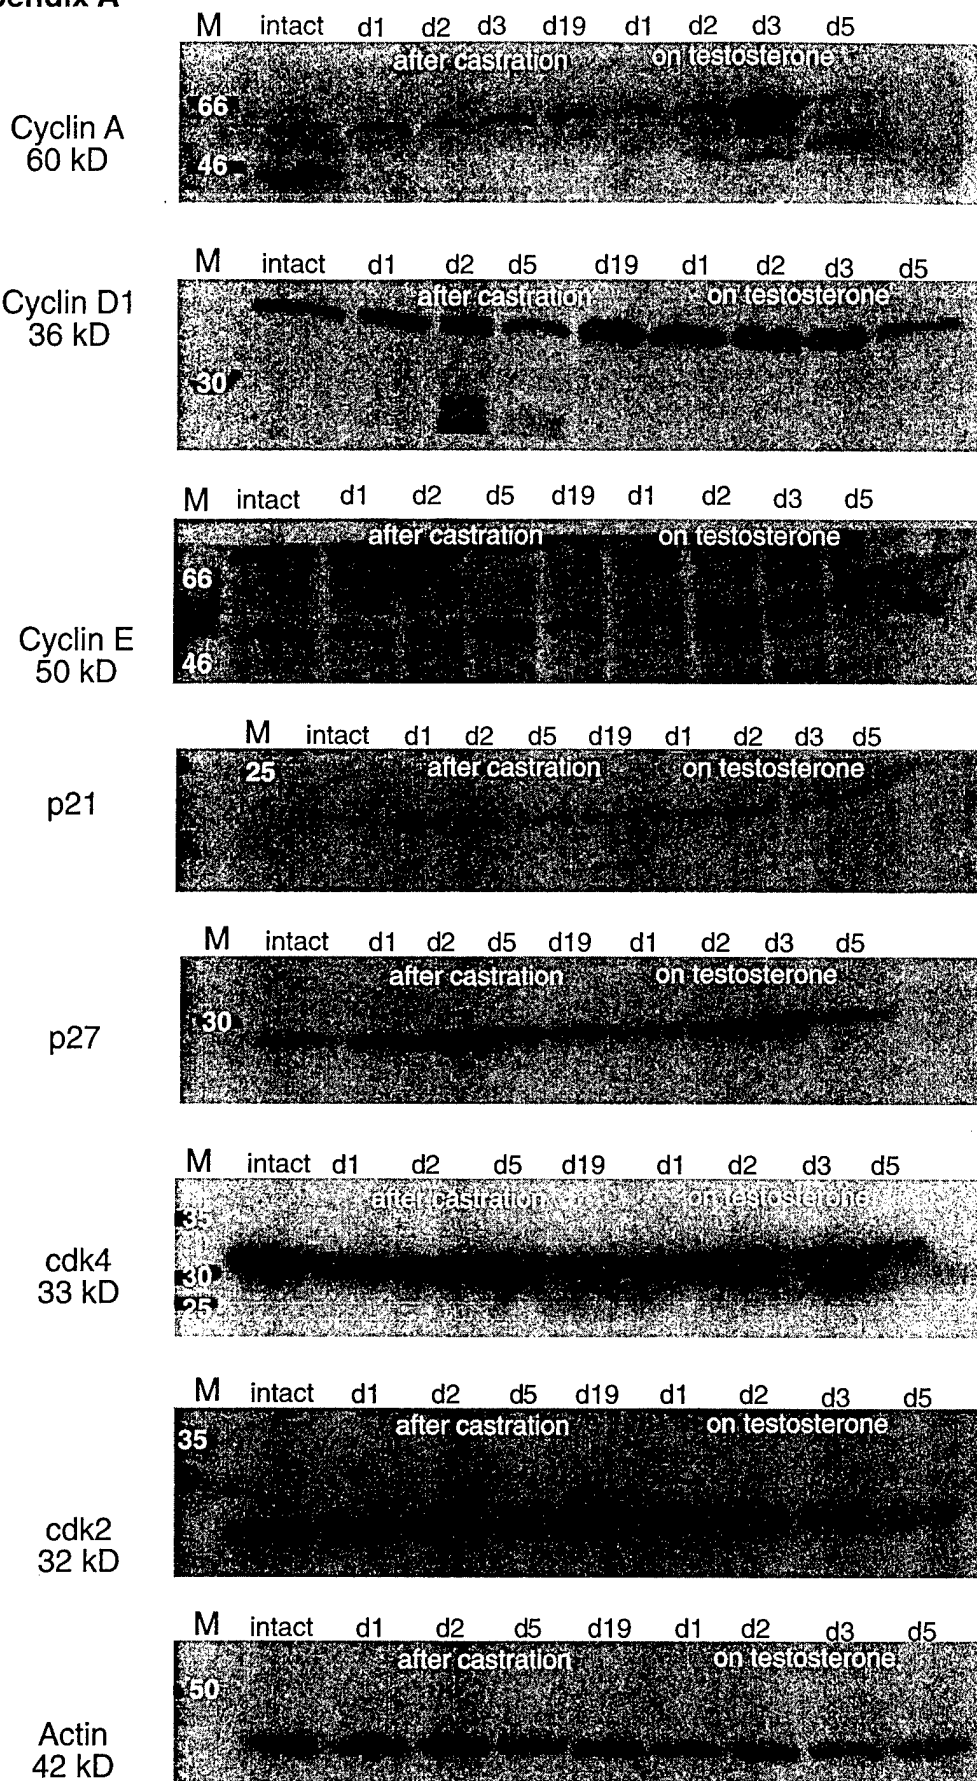 M intact d1 d2 d3 d19 d1 d2 d3 d5
after castration on testosterone
66
Cyclin A
60 kD
46
M intact d1 d2 d5 d19 d1 d2 d3 d5
Cyclin D1
36 kD
after castration on testosterone
30
M intact d1 d2 d5 d19 d1 d2 d3 d5
after castration on testosterone
66
Cyclin E
50 kD
46
M intact d1 d2 d5 d19 d1 d2 d3 d5
25 after castration on testosterone
p21
M intact d1 d2 d5 d19 d1 d2 d3 d5
after castration on testosterone
30
p27
M intact d1 d2 d5 d19 d1 d2 d3 d5
after castration on testosterone
35
cdk4
33 kD
30
25
M intact d1 d2 d5 d19 d1 d2 d3 d5
after castration on testosterone
35
cdk2
32 kD
M intact d1 d2 d5 d19 d1 d2 d3 d5
after castration on testosterone
50
Actin
42 kD